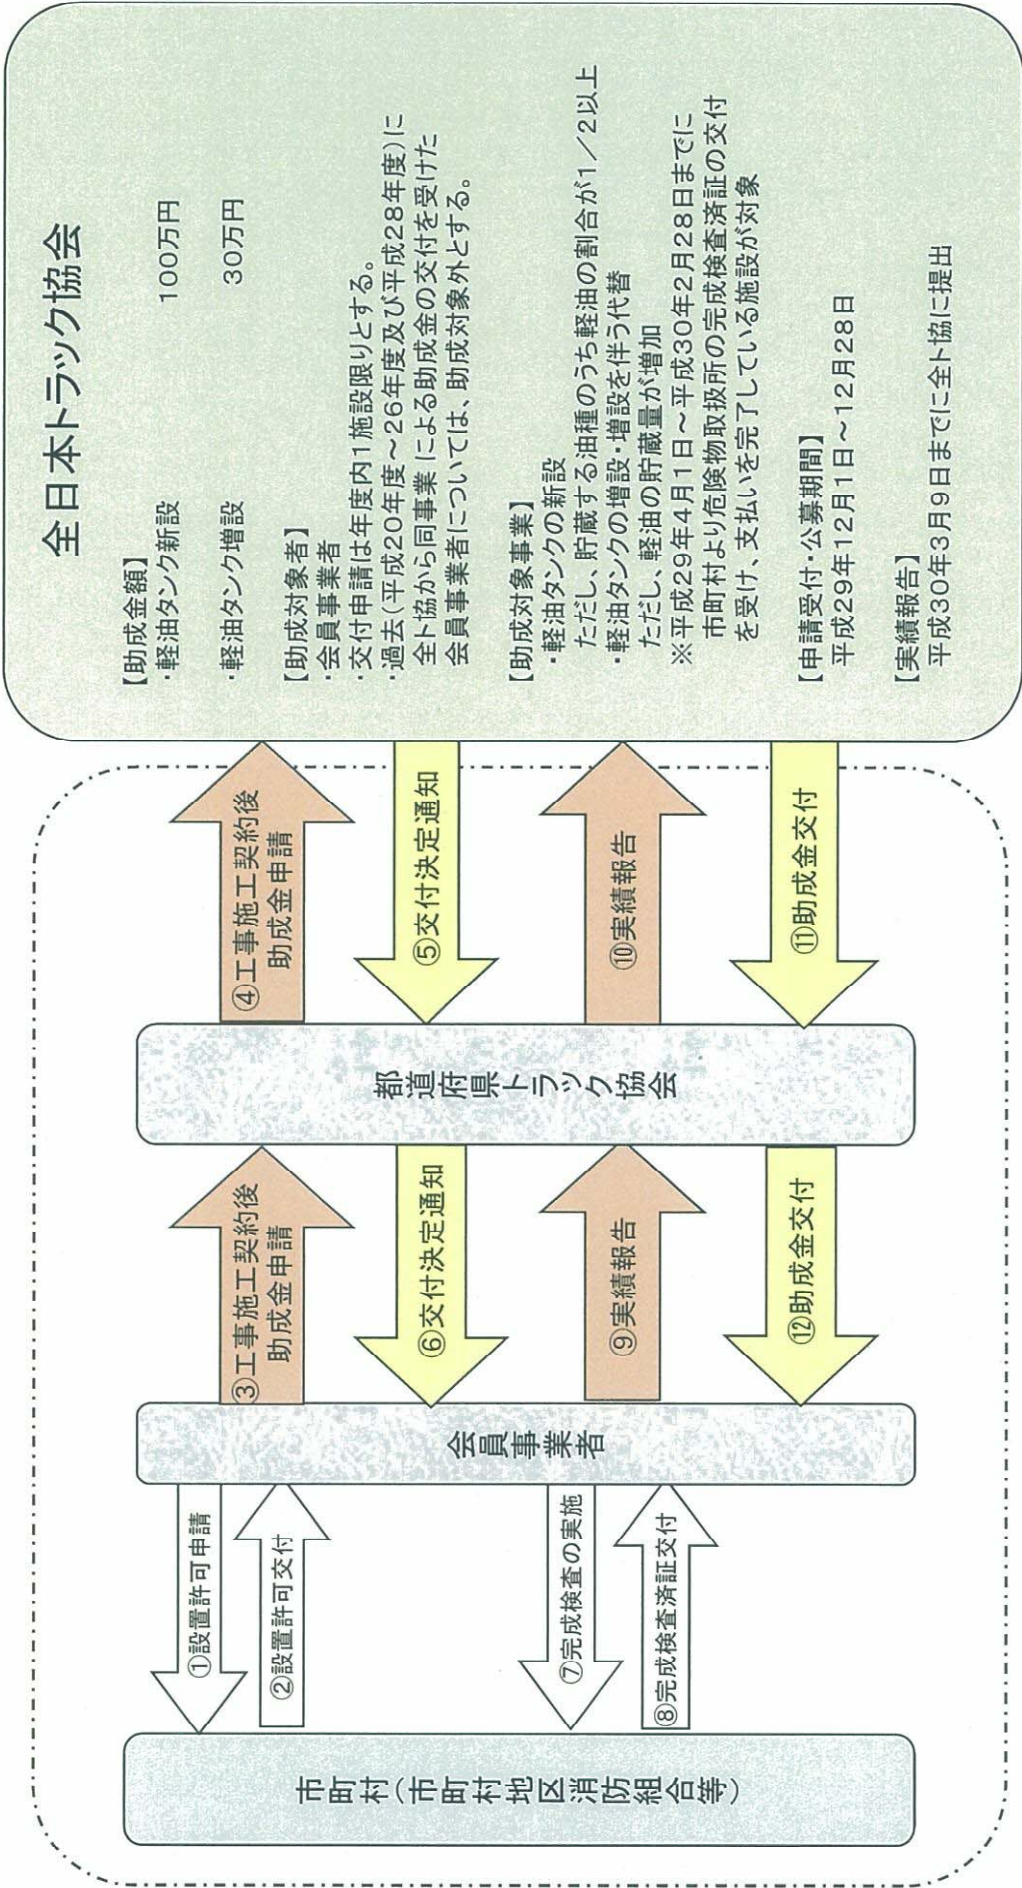 全日本トラック協会
【助成金額】
・軽油タンク新設　100万円
・軽油タンク増設　30万円
【助成対象者】
・会員事業者
・交付申請は年度内1施設限りとする。
・過去（平成20年度～26年度及び平成28年度）に
全ト協から同事業による助成金の交付を受けた
会員事業者については、助成対象外とする。
【助成対象事業】
・軽油タンクの新設
ただし、貯蔵する油種のうち軽油の割合が1／2以上
・軽油タンクの増設・増設を伴う代替
ただし、軽油の貯蔵量が増加
※平成29年4月1日～平成30年2月28日までに
市町村より危険物取扱所の完成検査済証の交付
を受け、支払いを完了している施設が対象
【申請受付・公募期間】
平成29年12月1日～12月28日
【実績報告】
平成30年3月9日までに全ト協に提出
④工事施工契約後
助成金申請
⑤交付決定通知
⑩実績報告
⑪助成金交付
都道府県トラック協会
③工事施工契約後
助成金申請
⑥交付決定通知
⑨実績報告
⑫助成金交付
会員事業者
①設置許可申請
②設置許可交付
⑦完成検査の実施
⑧完成検査済証交付
市町村（市町村地区消防組合等）